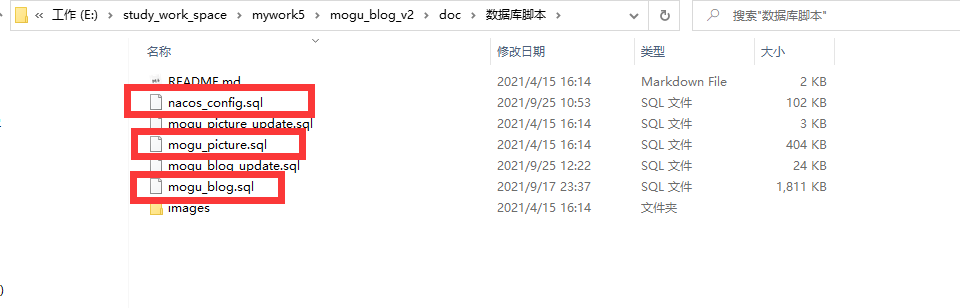 « 工作 (E:) > study_work_space > mywork5 > mogu_blog_v2 > doc > 数据库脚本 > 搜索"数据库脚本"
名称 修改日期 类型 大小
README.md 2021/4/15 16:14 Markdown File 2 KB
nacos_config.sql 2021/9/25 10:53 SQL 文件 102 KB
mogu_picture_update.sql 2021/4/15 16:14 SQL 文件 3 KB
mogu_picture.sql 2021/4/15 16:14 SQL 文件 404 KB
mogu_blog_update.sql 2021/9/25 12:22 SQL 文件 24 KB
mogu_blog.sql 2021/9/17 23:37 SQL 文件 1,811 KB
images 2021/4/15 16:14 文件夹
)